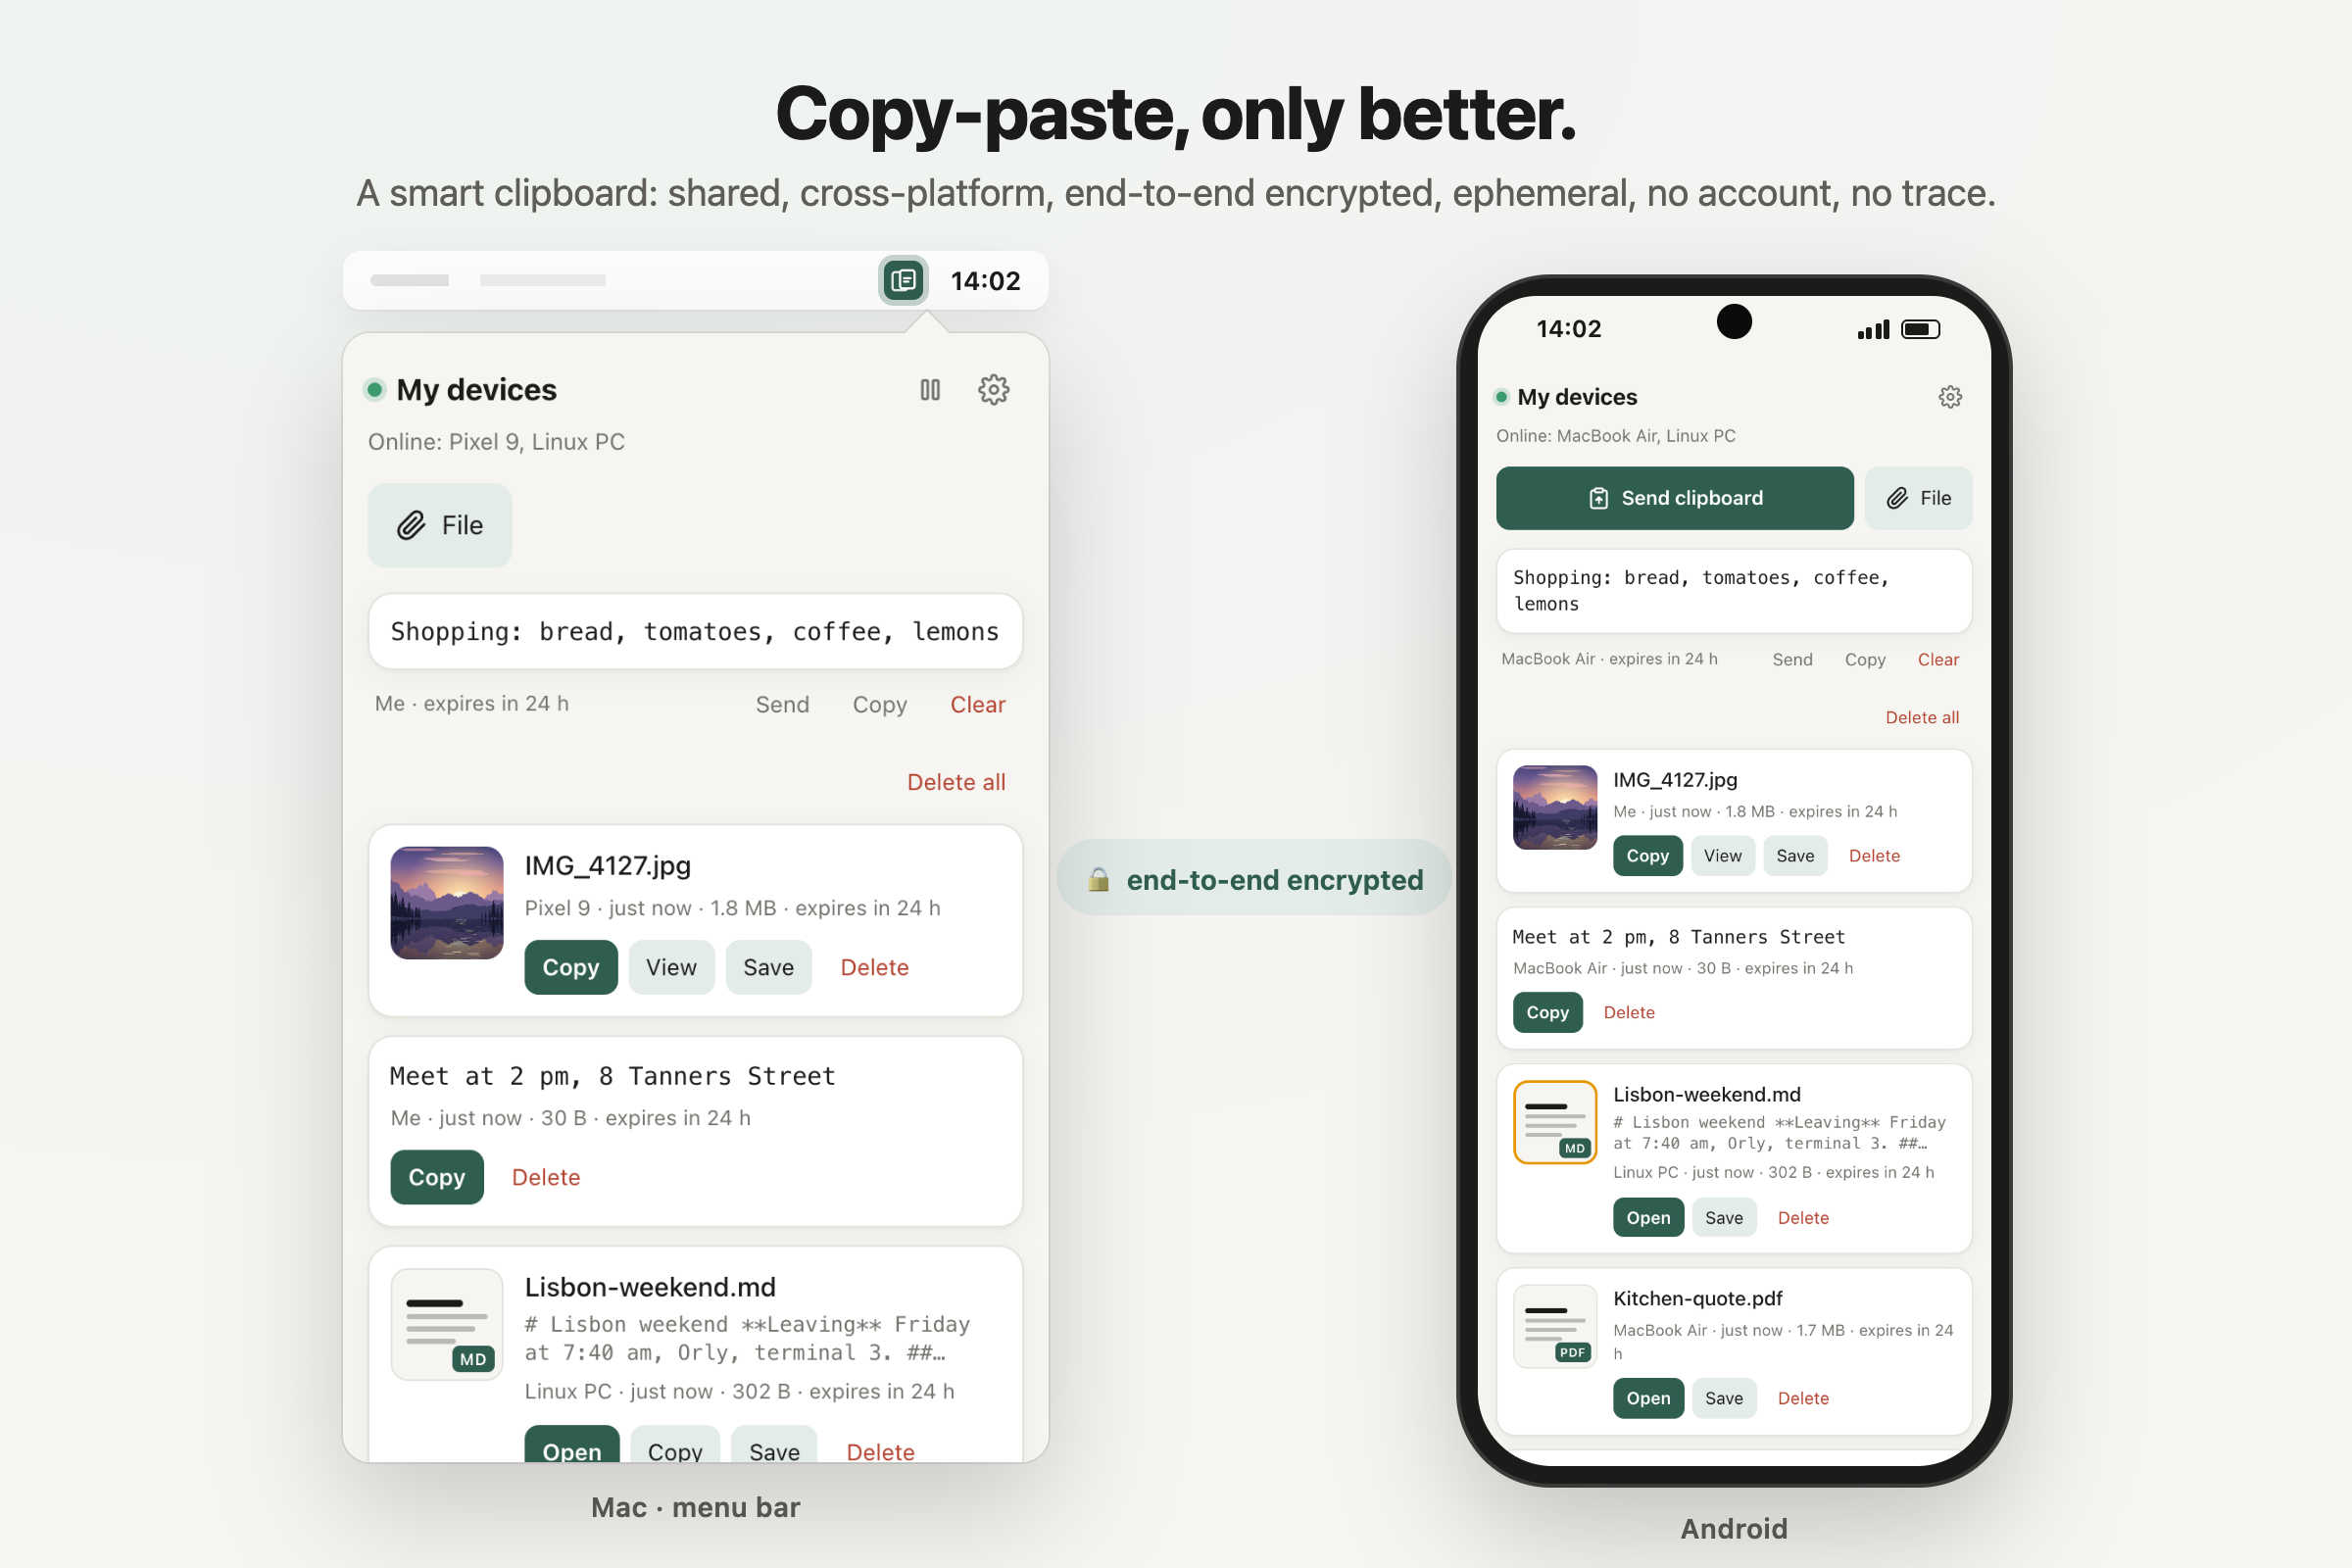 Copy-paste, only better.
A smart clipboard: shared, cross-platform, end-to-end encrypted, ephemeral, no account, no trace.
14:02
My devices
Online: Pixel 9, Linux PC
File
Shopping: bread, tomatoes, coffee, lemons
Me · expires in 24 h Send Copy Clear
Delete all
IMG_4127.jpg
Pixel 9 · just now · 1.8 MB · expires in 24 h
Copy View Save Delete
Meet at 2 pm, 8 Tanners Street
Me · just now · 30 B · expires in 24 h
Copy Delete
Lisbon-weekend.md
# Lisbon weekend **Leaving** Friday
at 7:40 am, Orly, terminal 3. ##…
MD
Linux PC · just now · 302 B · expires in 24 h
Open Copy Save Delete
Mac · menu bar
end-to-end encrypted
14:02
My devices
Online: MacBook Air, Linux PC
Send clipboard File
Shopping: bread, tomatoes, coffee,
lemons
MacBook Air · expires in 24 h Send Copy Clear
Delete all
IMG_4127.jpg
Me · just now · 1.8 MB · expires in 24 h
Copy View Save Delete
Meet at 2 pm, 8 Tanners Street
MacBook Air · just now · 30 B · expires in 24 h
Copy Delete
Lisbon-weekend.md
# Lisbon weekend **Leaving** Friday
at 7:40 am, Orly, terminal 3. ##…
MD
Linux PC · just now · 302 B · expires in 24 h
Open Save Delete
Kitchen-quote.pdf
MacBook Air · just now · 1.7 MB · expires in 24
h
PDF
Open Save Delete
Android